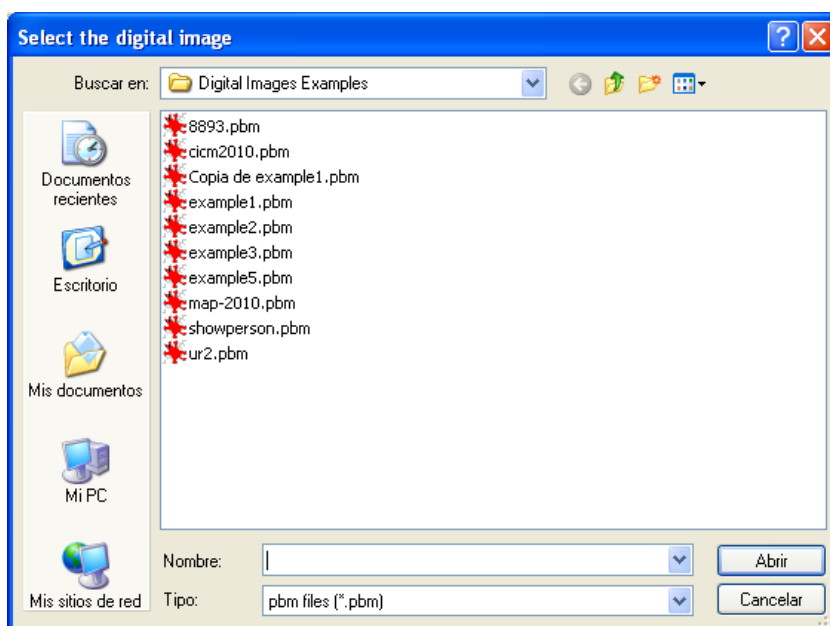 Select the digital image
Buscar en:
Digital Images Examples
8893.pbm
cicm2010.pbm
Copia de example1.pbm
example1.pbm
example2.pbm
example3.pbm
example5.pbm
map-2010.pbm
showperson.pbm
ur2.pbm
Documentos
recientes
Escritorio
Mis documentos
Mi PC
Mis sitios de red
Nombre:
Abrir
Tipo:
pbm files (*.pbm)
Cancelar